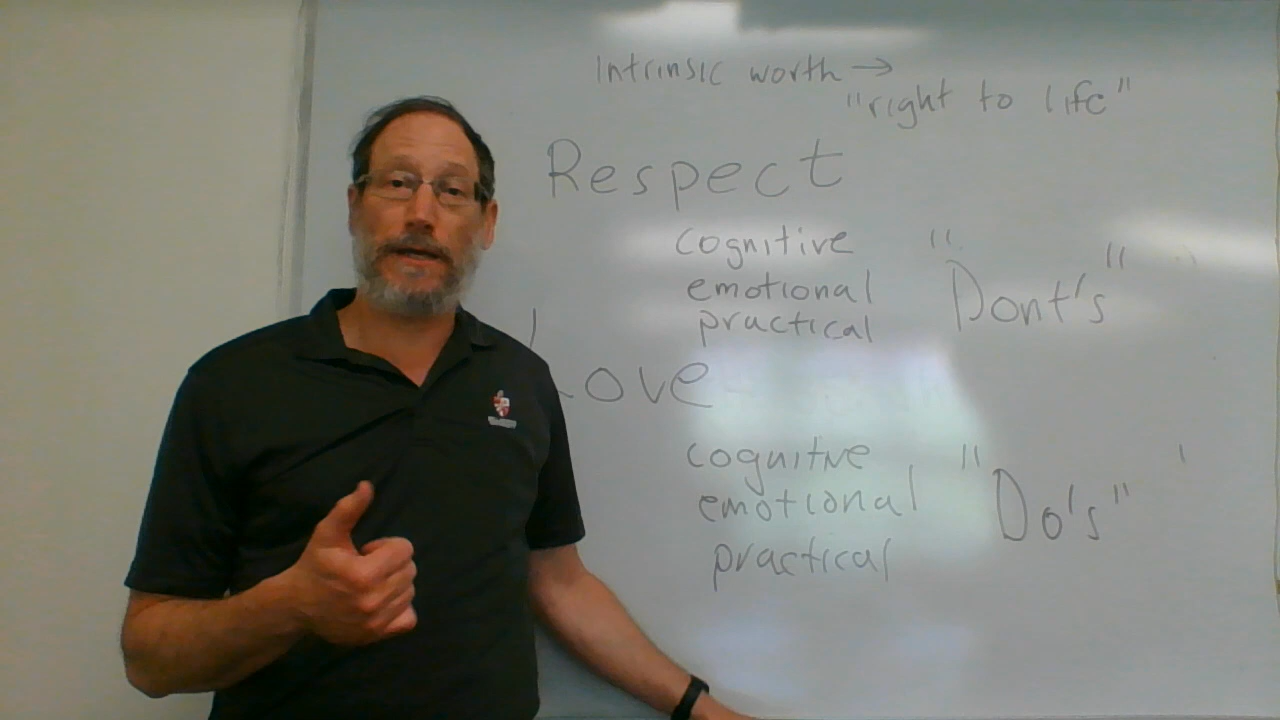 Intrinsic worth →
"right to life"
Respect
cognitive
emotional
practical
"Dont's"
Love
cognitive
emotional
practical
"Do's"